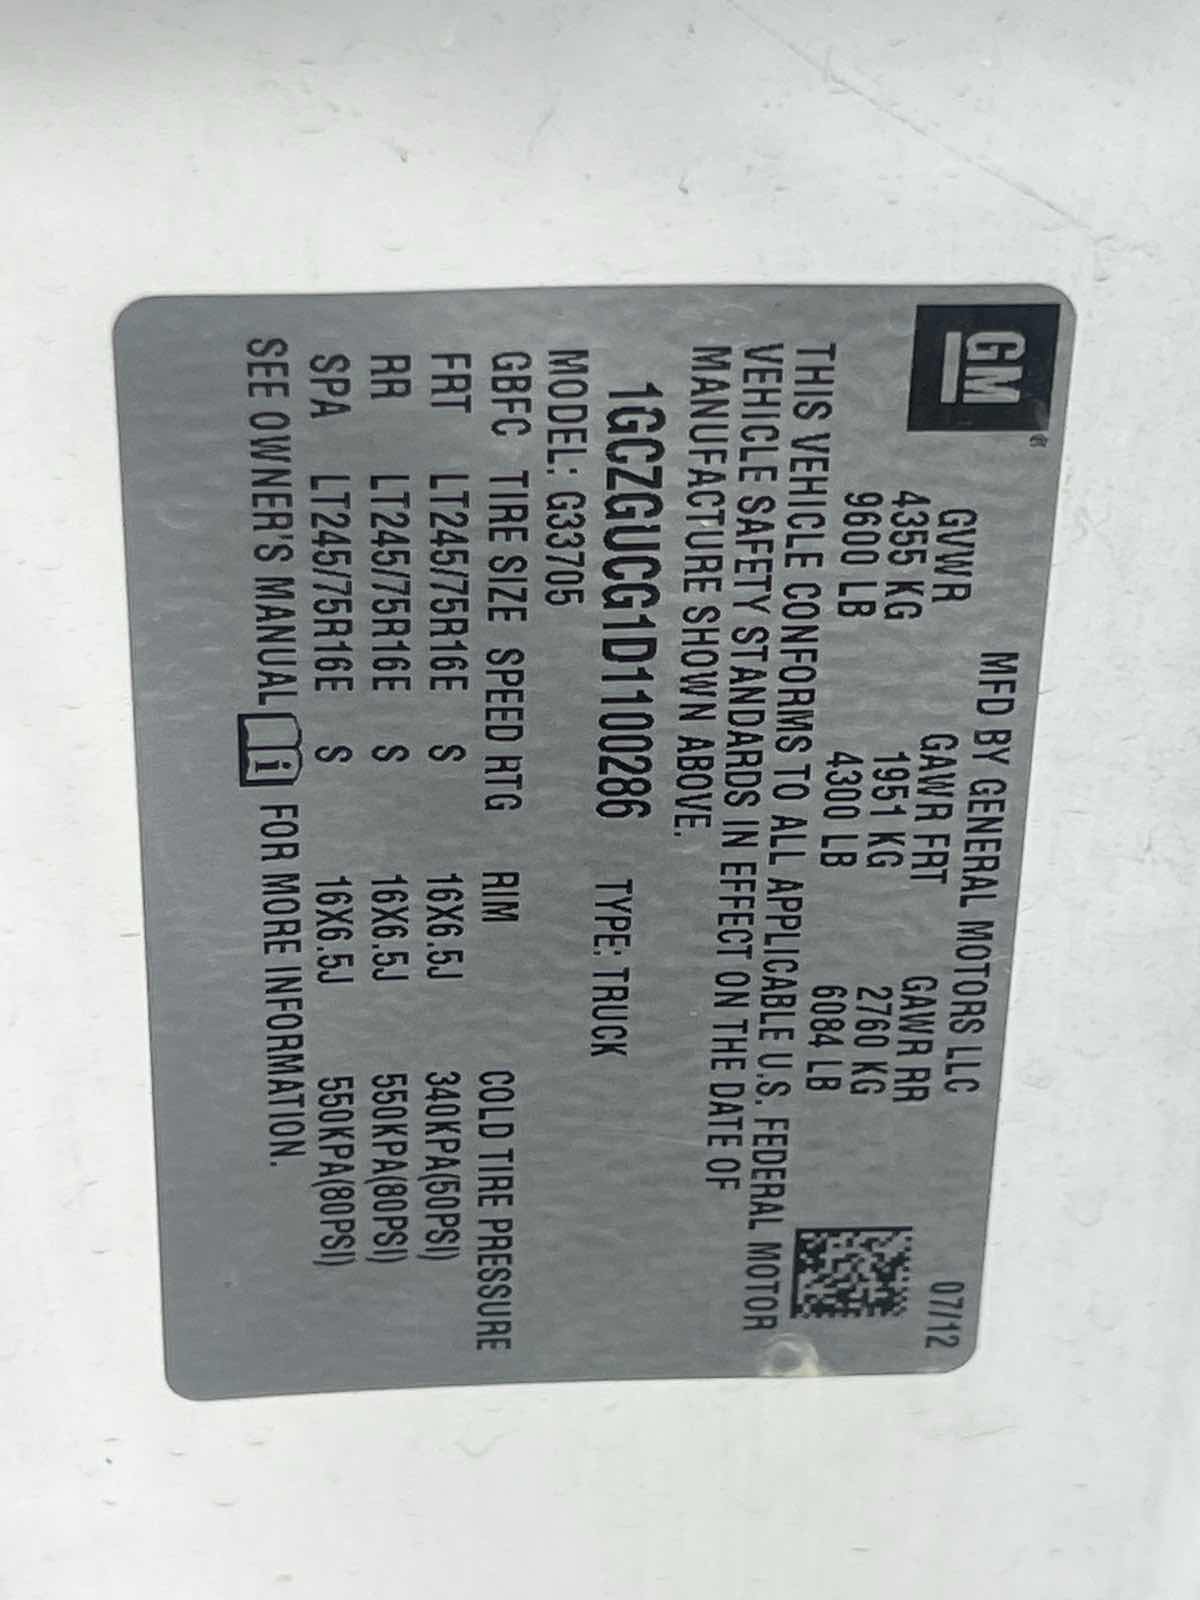 GM®
MFD BY GENERAL MOTORS LLC 07/12
GVWR GAWR FRT GAWR RR
4355 KG 1951 KG 2760 KG
9600 LB 4300 LB 6084 LB
THIS VEHICLE CONFORMS TO ALL APPLICABLE U.S. FEDERAL MOTOR
VEHICLE SAFETY STANDARDS IN EFFECT ON THE DATE OF
MANUFACTURE SHOWN ABOVE.
1GCZGUCG1D1100286 TYPE: TRUCK
MODEL: G33705
GBFC TIRE SIZE SPEED RTG RIM COLD TIRE PRESSURE
FRT LT245/75R16E S 16X6.5J 340KPA(50PSI)
RR LT245/75R16E S 16X6.5J 550KPA(80PSI)
SPA LT245/75R16E S 16X6.5J 550KPA(80PSI)
SEE OWNER'S MANUAL i FOR MORE INFORMATION.